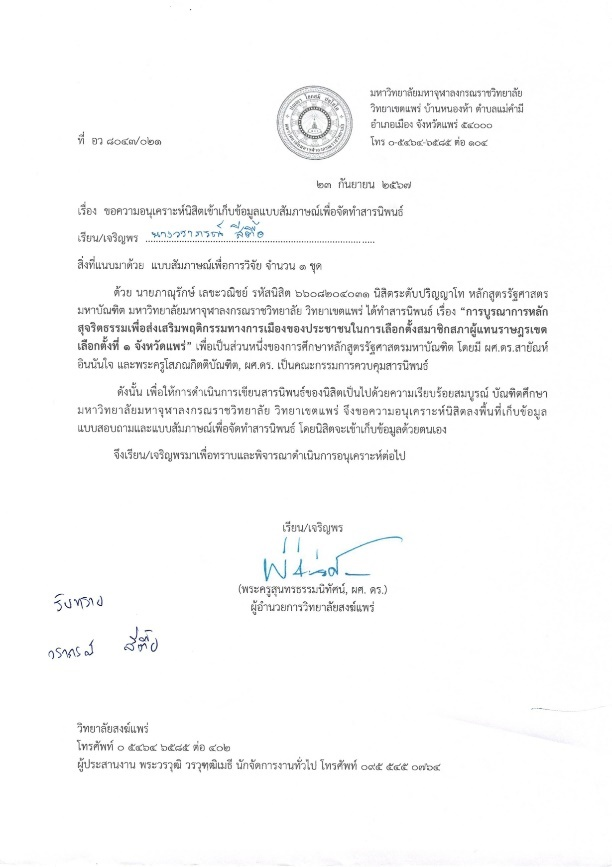 มหาวิทยาลัยมหาจุฬาลงกรณราชวิทยาลัย
วิทยาเขตแพร่ บ้านหนองห้า ตำบลแม่คำมี
อำเภอเมือง จังหวัดแพร่ ๕๔๐๐๐
โทร ๐-๕๔๖๔-๖๕๘๕ ต่อ ๑๐๔
ที่ อว ๘๐๔๓/๐๒๑
๒๓ กันยายน ๒๕๖๗
เรื่อง ขอความอนุเคราะห์นิสิตเข้าเก็บข้อมูลแบบสัมภาษณ์เพื่อจัดทำสารนิพนธ์
เรียน/เจริญพร นางวราภรณ์ สีตื้อ
สิ่งที่แนบมาด้วย แบบสัมภาษณ์เพื่อการวิจัย จำนวน ๑ ชุด
ด้วย นายภาณุรักษ์ เลขะวณิชย์ รหัสนิสิต ๖๖๐๘๒๐๔๐๓๑ นิสิตระดับปริญญาโท หลักสูตรรัฐศาสตร
มหาบัณฑิต มหาวิทยาลัยมหาจุฬาลงกรณราชวิทยาลัย วิทยาเขตแพร่ ได้ทำสารนิพนธ์ เรื่อง “การบูรณาการหลัก
สุจริตธรรมเพื่อส่งเสริมพฤติกรรมทางการเมืองของประชาชนในการเลือกตั้งสมาชิกสภาผู้แทนราษฎรเขต
เลือกตั้งที่ ๑ จังหวัดแพร่” เพื่อเป็นส่วนหนึ่งของการศึกษาหลักสูตรรัฐศาสตรมหาบัณฑิต โดยมี ผศ.ดร.สายัณห์
อินนันใจ และพระครูโสภณกิตติบัณฑิต, ผศ.ดร. เป็นคณะกรรมการควบคุมสารนิพนธ์
ดังนั้น เพื่อให้การดำเนินการเขียนสารนิพนธ์ของนิสิตเป็นไปด้วยความเรียบร้อยสมบูรณ์ บัณฑิตศึกษา
มหาวิทยาลัยมหาจุฬาลงกรณราชวิทยาลัย วิทยาเขตแพร่ จึงขอความอนุเคราะห์นิสิตลงพื้นที่เก็บข้อมูล
แบบสอบถามและแบบสัมภาษณ์เพื่อจัดทำสารนิพนธ์ โดยนิสิตจะเข้าเก็บข้อมูลด้วยตนเอง
จึงเรียน/เจริญพรมาเพื่อทราบและพิจารณาดำเนินการอนุเคราะห์ต่อไป
เรียน/เจริญพร
(พระครูสุนทรธรรมนิทัศน์, ผศ. ดร.)
ผู้อำนวยการวิทยาลัยสงฆ์แพร่
รับทราบ
วราภรณ์ สีตื้อ
วิทยาลัยสงฆ์แพร่
โทรศัพท์ ๐ ๕๔๖๔ ๖๕๘๕ ต่อ ๔๐๒
ผู้ประสานงาน พระวรวุฒิ วรวุฑฺฒิเมธี นักจัดการงานทั่วไป โทรศัพท์ ๐๙๕ ๕๔๕ ๐๗๖๔